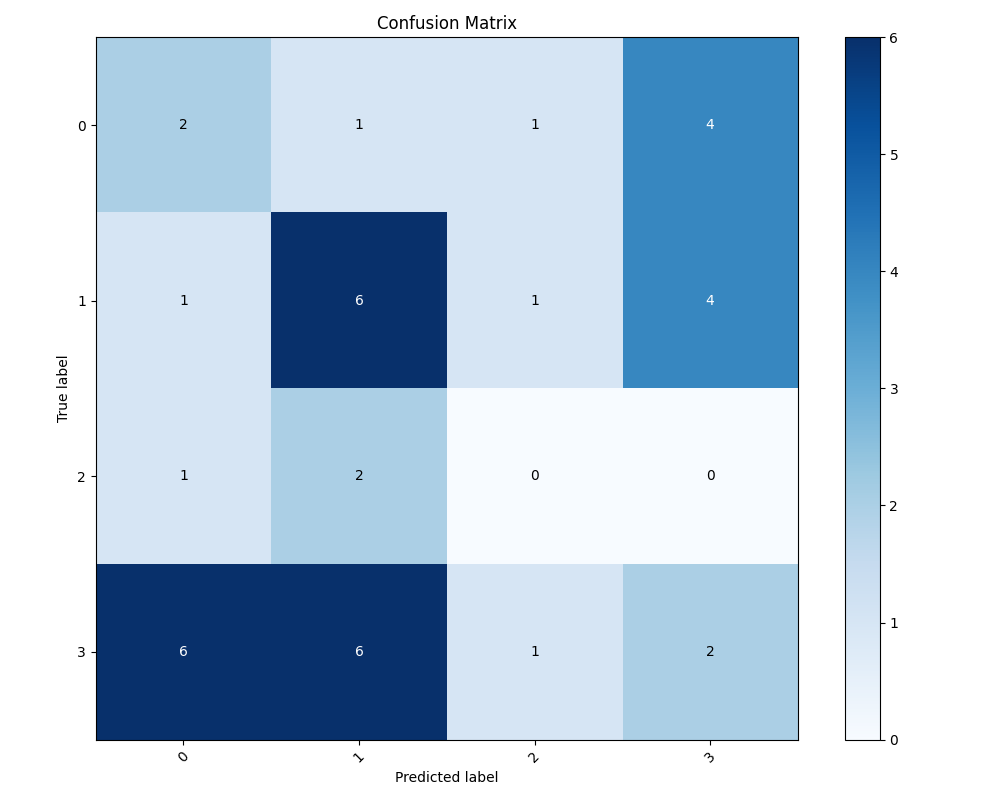 Confusion Matrix
0 2 1 1 4
1 1 6 1 4
2 1 2 0 0
3 6 6 1 2
0 1 2 3
Predicted label
True label
6
5
4
3
2
1
0